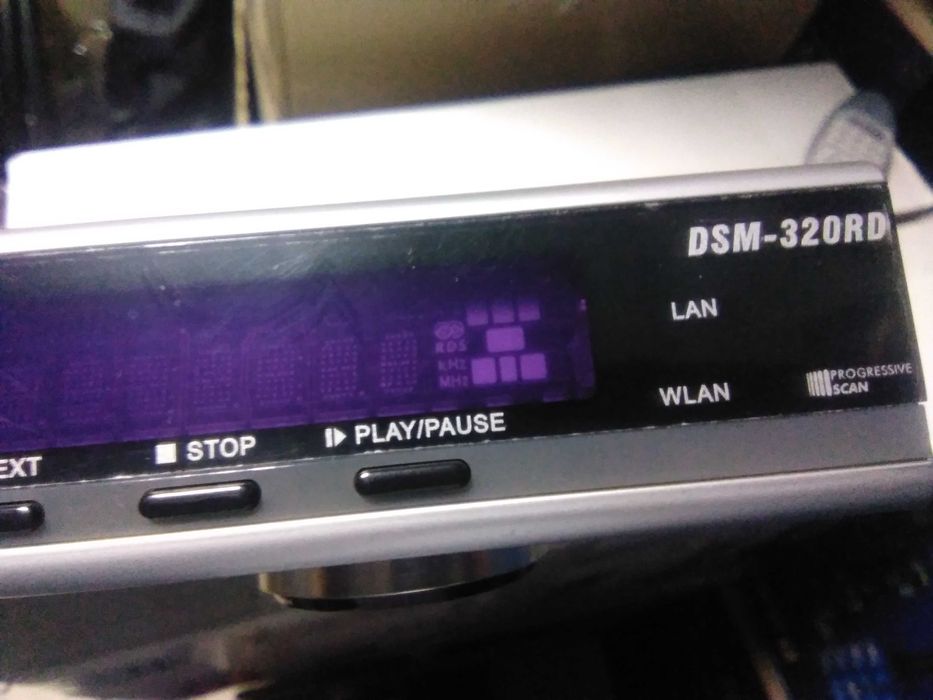 DSM-320RD
LAN
RDS
kHz
MHz
WLAN
PROGRESSIVE
SCAN
EXT
STOP
PLAY/PAUSE